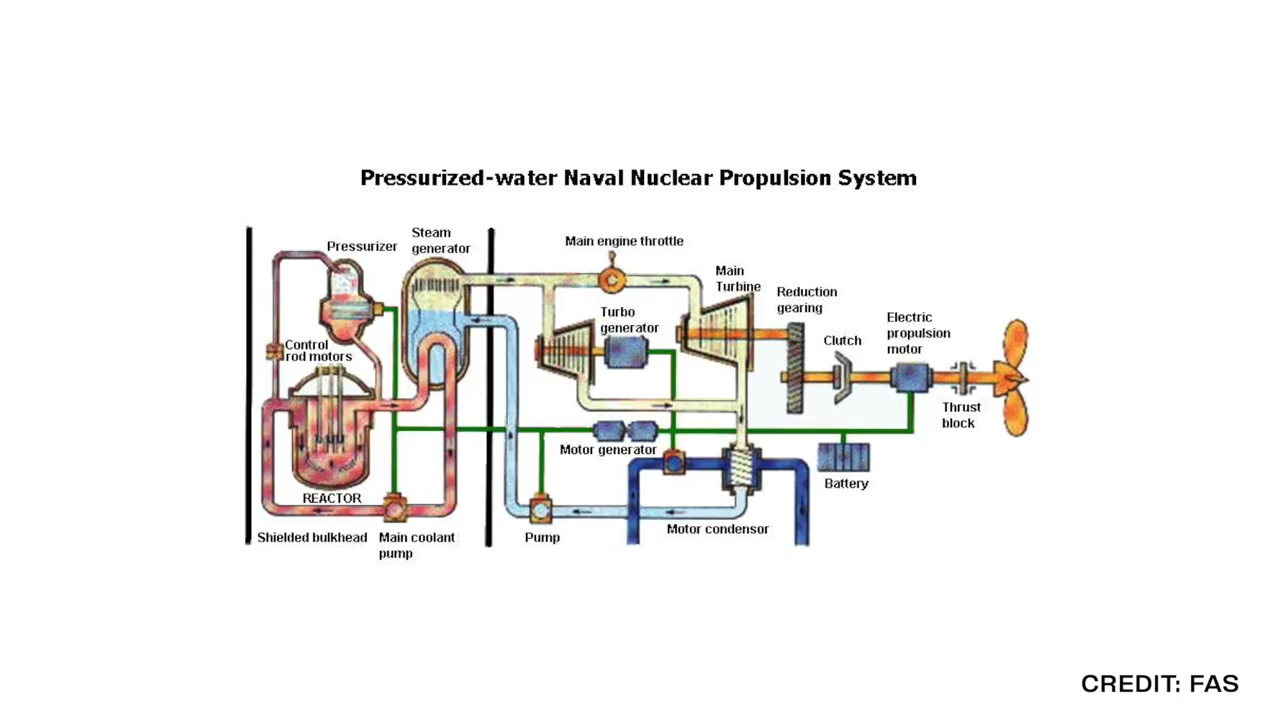 Pressurized-water Naval Nuclear Propulsion System
Steam
generator
Pressurizer
Main engine throttle
Main
Turbine
Reduction
gearing
Turbo
generator
Electric
propulsion
motor
Clutch
Control
rod motors
Thrust
block
Motor generator
Battery
REACTOR
Motor condensor
Shielded bulkhead
Main coolant
pump
Pump
CREDIT: FAS